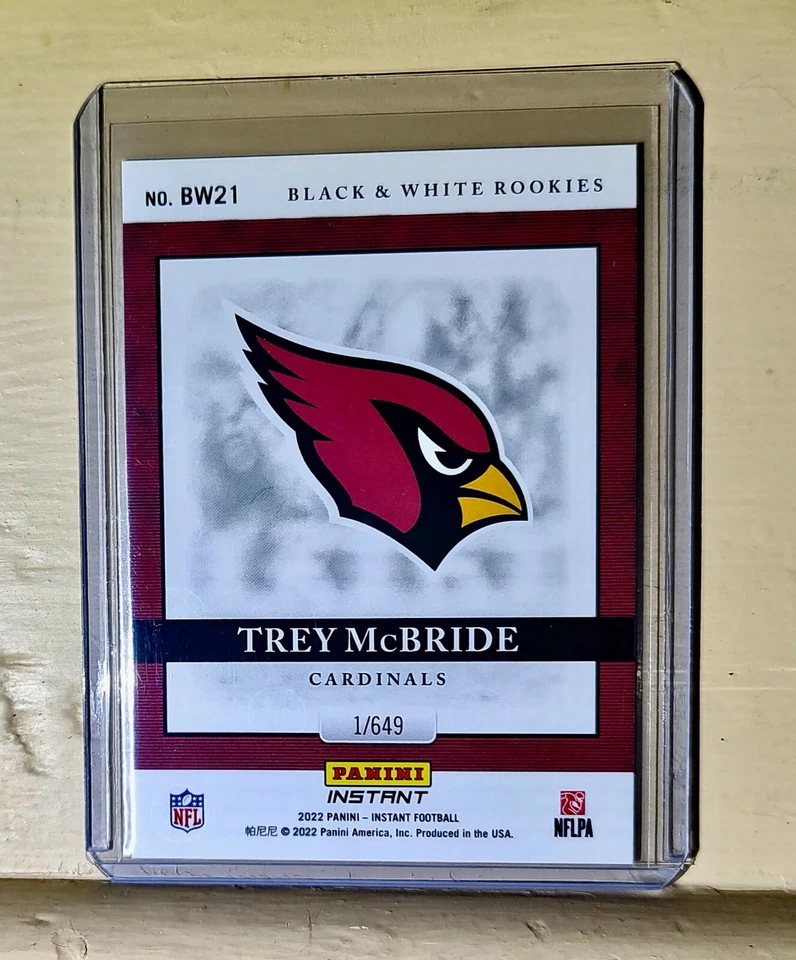 NO. BW21 BLACK & WHITE ROOKIES
TREY McBRIDE
CARDINALS
1/649
PANINI
INSTANT
2022 PANINI – INSTANT FOOTBALL
帕尼尼 © 2022 Panini America, Inc. Produced in the USA.
NFL
NFLPA